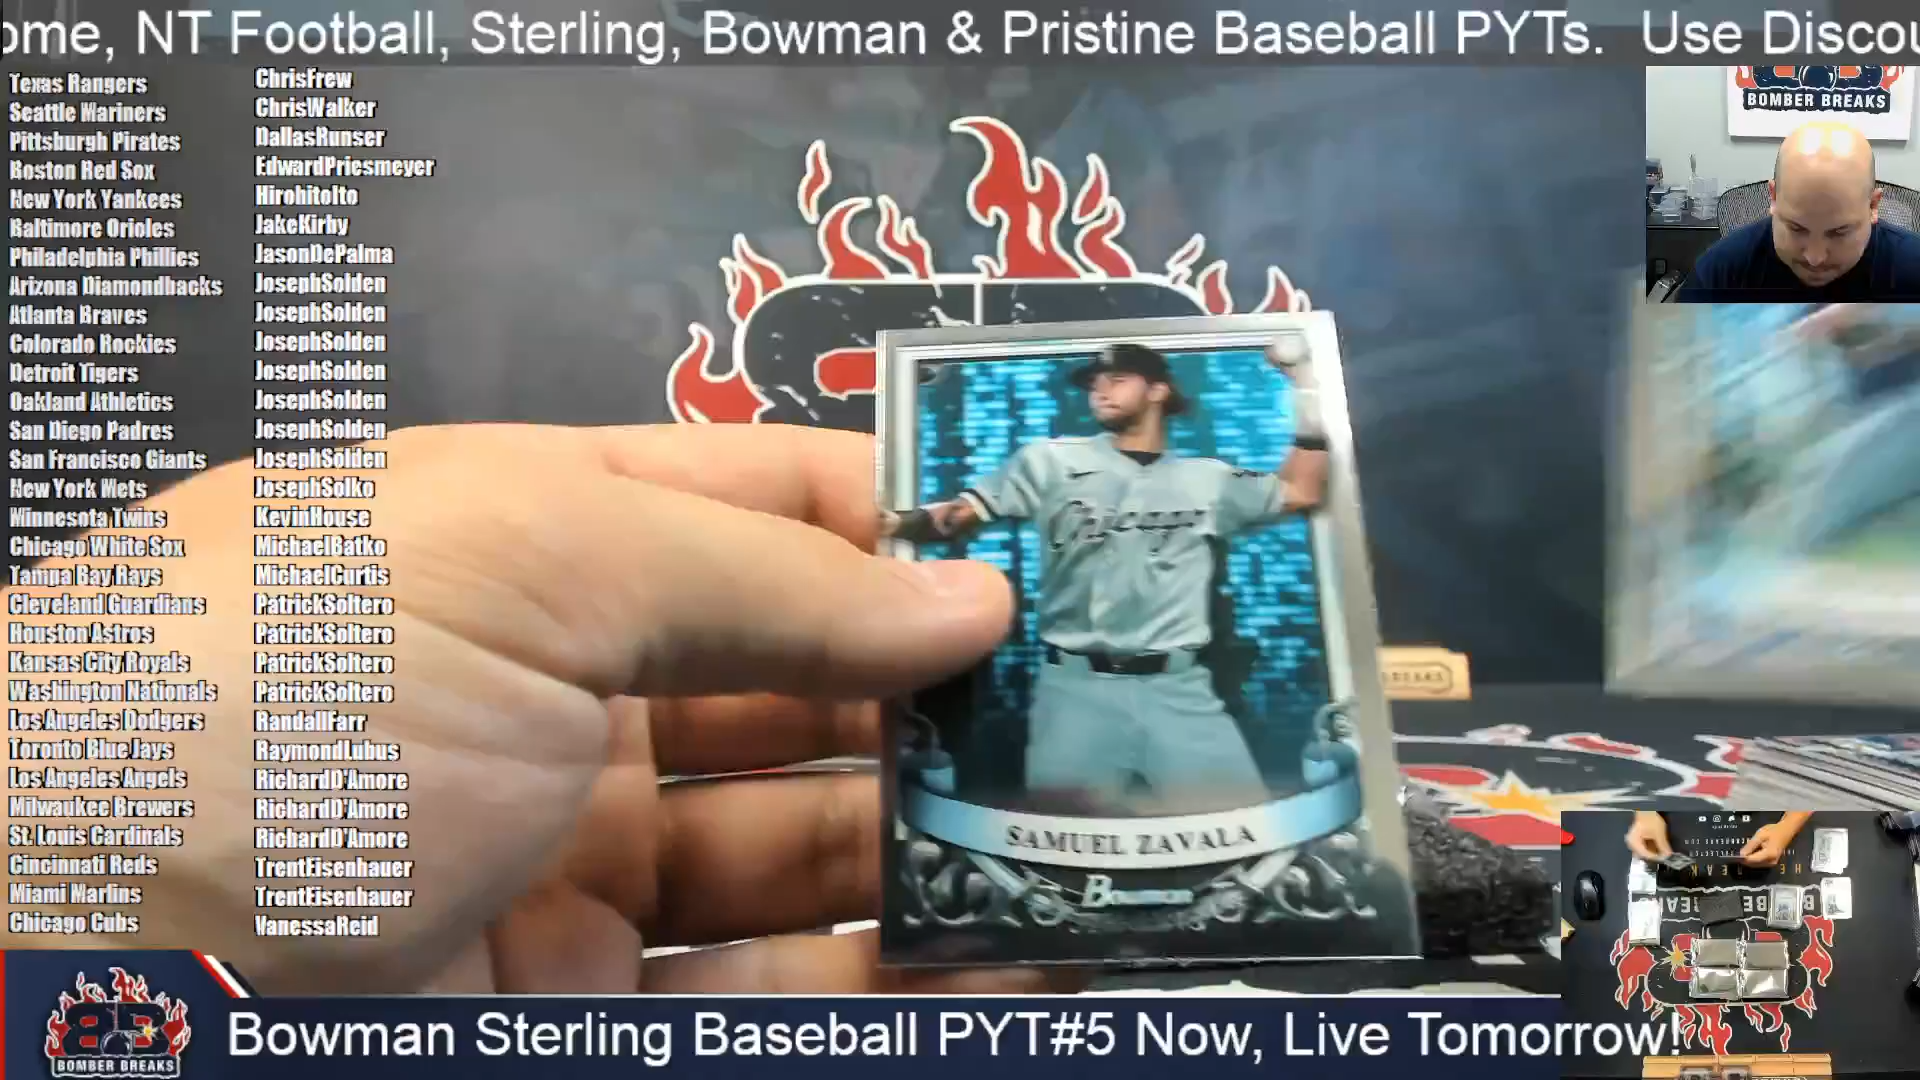 ome, NT Football, Sterling, Bowman & Pristine Baseball PYTs. Use Discou
Texas Rangers ChrisFrew
Seattle Mariners ChrisWalker
Pittsburgh Pirates DallasRunser
Boston Red Sox EdwardPriesmeyer
New York Yankees HirohitoIto
Baltimore Orioles JakeKirby
Philadelphia Phillies JasonDePalma
Arizona Diamondbacks JosephSolden
Atlanta Braves JosephSolden
Colorado Rockies JosephSolden
Detroit Tigers JosephSolden
Oakland Athletics JosephSolden
San Diego Padres JosephSolden
San Francisco Giants JosephSolden
New York Mets JosephSolko
Minnesota Twins KevinHouse
Chicago White Sox MichaelBatko
Tampa Bay Rays MichaelCurtis
Cleveland Guardians PatrickSoltero
Houston Astros PatrickSoltero
Kansas City Royals PatrickSoltero
Washington Nationals PatrickSoltero
Los Angeles Dodgers RandallFarr
Toronto Blue Jays RaymondLubus
Los Angeles Angels RichardD'Amore
Milwaukee Brewers RichardD'Amore
St. Louis Cardinals RichardD'Amore
Cincinnati Reds TrentEisenhauer
Miami Marlins TrentEisenhauer
Chicago Cubs VanessaReid
BOMBER BREAKS
Chicago
SAMUEL ZAVALA
Bowman
BOMBER BREAKS
Bowman Sterling Baseball PYT#5 Now, Live Tomorrow!